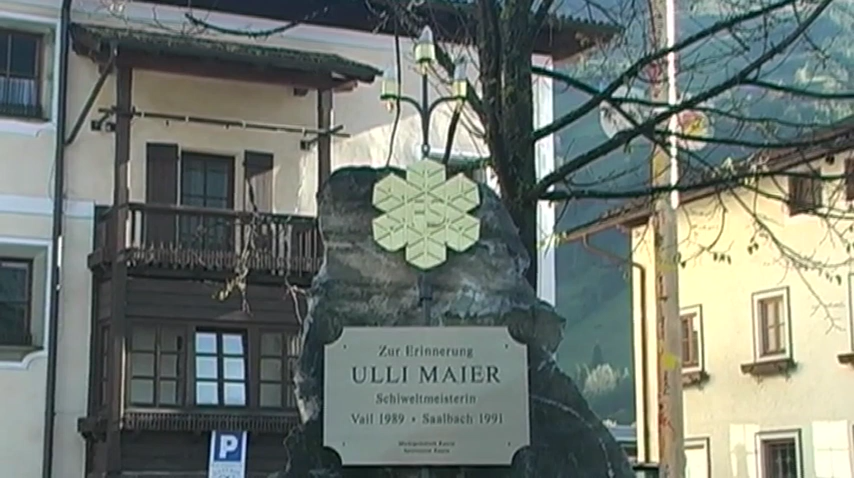 Zur Erinnerung
ULLI MAIER
Schiweltmeisterin
Vail 1989 • Saalbach 1991
P